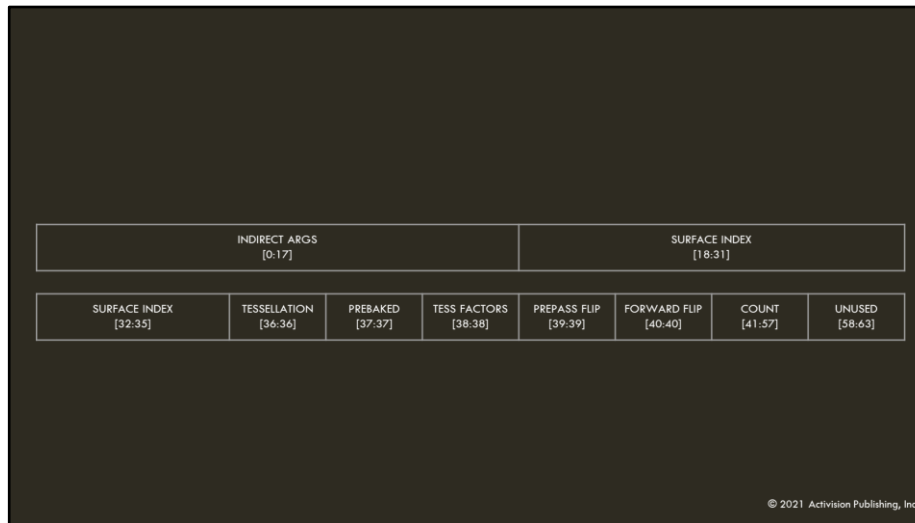 INDIRECT ARGS
[0:17]
SURFACE INDEX
[18:31]
SURFACE INDEX
[32:35]
TESSELLATION
[36:36]
PREBAKED
[37:37]
TESS FACTORS
[38:38]
PREPASS FLIP
[39:39]
FORWARD FLIP
[40:40]
COUNT
[41:57]
UNUSED
[58:63]
© 2021 Activision Publishing, Inc